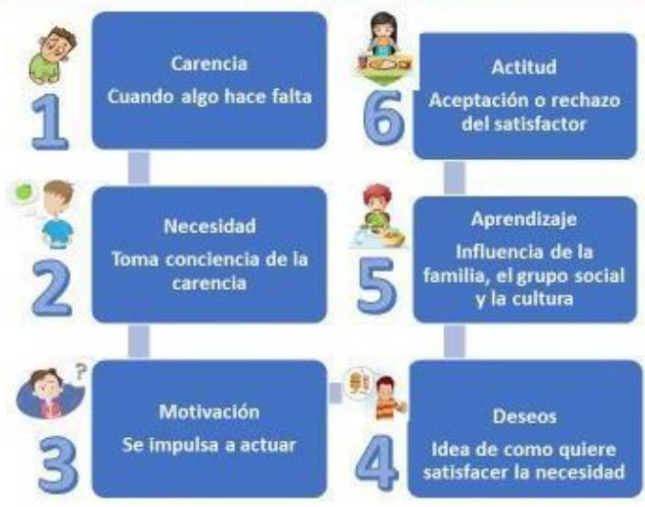 1
Carencia
Cuando algo hace falta
2
Necesidad
Toma conciencia de la
carencia
3
?
Motivación
Se impulsa a actuar
4
Deseos
Idea de como quiere
satisfacer la necesidad
5
Aprendizaje
Influencia de la
familia, el grupo social
y la cultura
6
Actitud
Aceptación o rechazo
del satisfactor